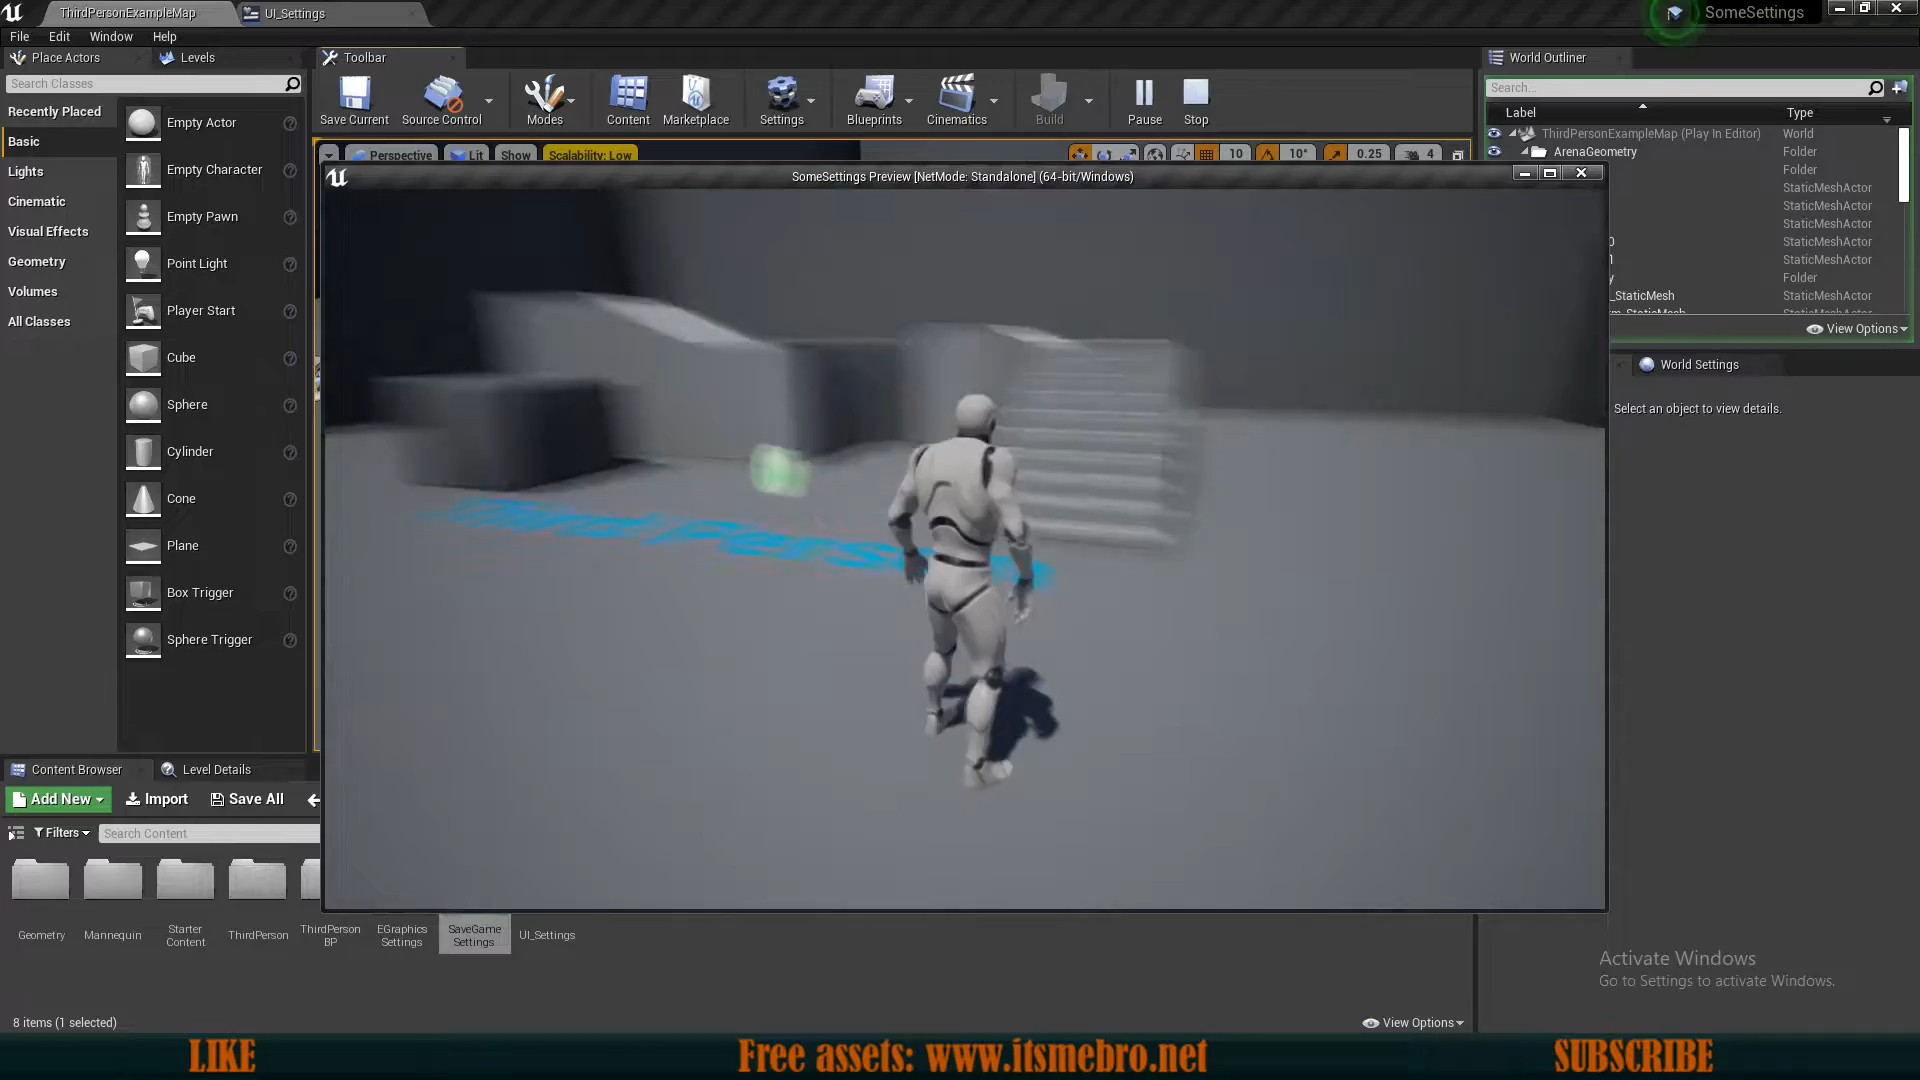 ThirdPersonExampleMap
UI_Settings
SomeSettings
File Edit Window Help
Place Actors
Levels
Toolbar
World Outliner
Search Classes
Recently Placed
Basic
Lights
Cinematic
Visual Effects
Geometry
Volumes
All Classes
Empty Actor
Empty Character
Empty Pawn
Point Light
Player Start
Cube
Sphere
Cylinder
Cone
Plane
Box Trigger
Sphere Trigger
Save Current
Source Control
Modes
Content
Marketplace
Settings
Blueprints
Cinematics
Build
Pause
Stop
Perspective
Lit
Show
Scalability: Low
10
10°
0.25
4
SomeSettings Preview [NetMode: Standalone] (64-bit/Windows)
Search...
Label Type
ThirdPersonExampleMap (Play In Editor) World
ArenaGeometry Folder
Folder
StaticMeshActor
StaticMeshActor
StaticMeshActor
0 StaticMeshActor
1 StaticMeshActor
y Folder
_StaticMesh StaticMeshActor
View Options
World Settings
Select an object to view details.
Content Browser
Level Details
Add New
Import
Save All
Filters
Search Content
Geometry
Mannequin
Starter
Content
ThirdPerson
ThirdPerson
BP
EGraphics
Settings
SaveGame
Settings
UI_Settings
8 items (1 selected)
View Options
Activate Windows
Go to Settings to activate Windows.
LIKE
Free assets: www.itsmebro.net
SUBSCRIBE